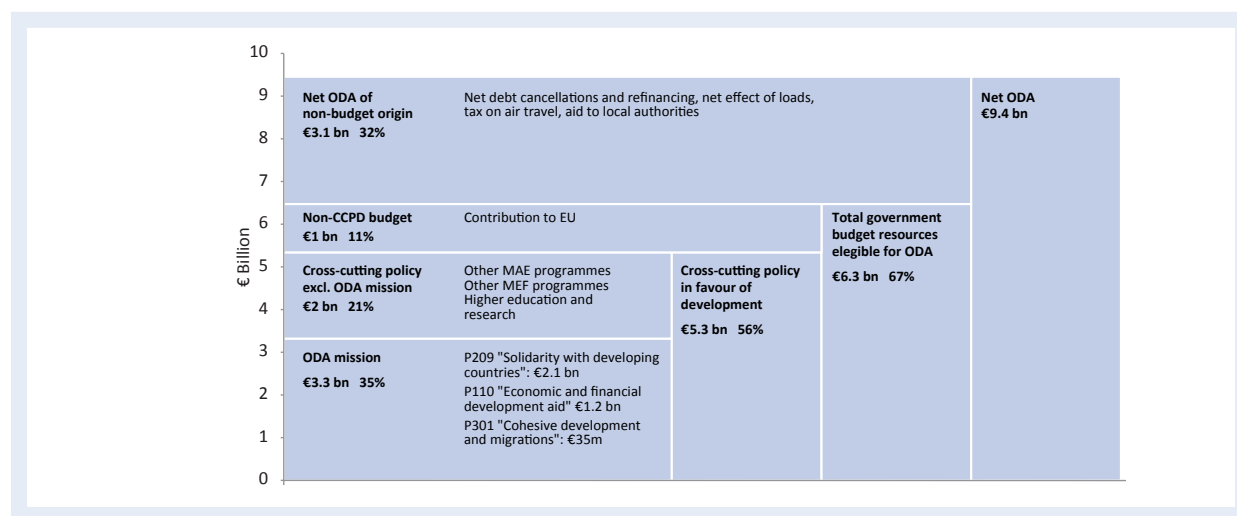 10
9
8
7
6
5
4
3
2
1
0
€ Billion
Net ODA of
non-budget origin
€3.1 bn 32%
Net debt cancellations and refinancing, net effect of loads,
tax on air travel, aid to local authorities
Net ODA
€9.4 bn
Non-CCPD budget
€1 bn 11%
Contribution to EU
Total government
budget resources
elegible for ODA
€6.3 bn 67%
Cross-cutting policy
excl. ODA mission
€2 bn 21%
Other MAE programmes
Other MEF programmes
Higher education and
research
Cross-cutting policy
in favour of
development
€5.3 bn 56%
ODA mission
€3.3 bn 35%
P209 "Solidarity with developing
countries": €2.1 bn
P110 "Economic and financial
development aid" €1.2 bn
P301 "Cohesive development
and migrations": €35m